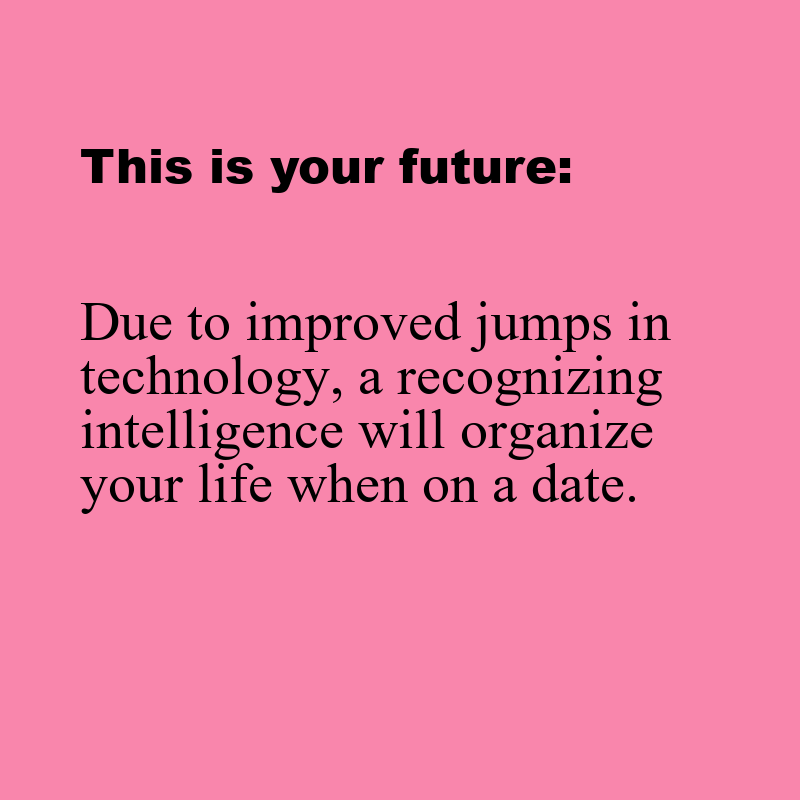 This is your future:
Due to improved jumps in
technology, a recognizing
intelligence will organize
your life when on a date.